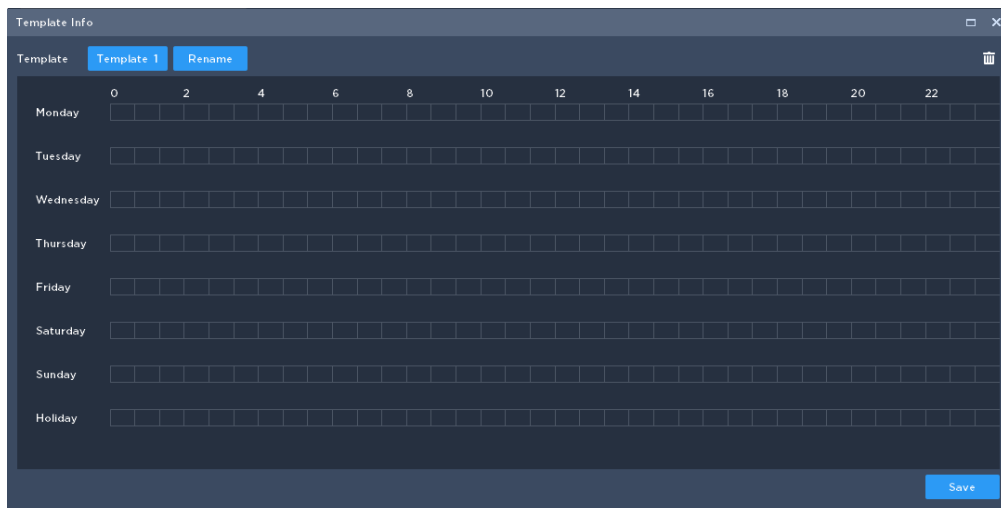 Template Info
Template Template 1 Rename
0 2 4 6 8 10 12 14 16 18 20 22
Monday
Tuesday
Wednesday
Thursday
Friday
Saturday
Sunday
Holiday
Save